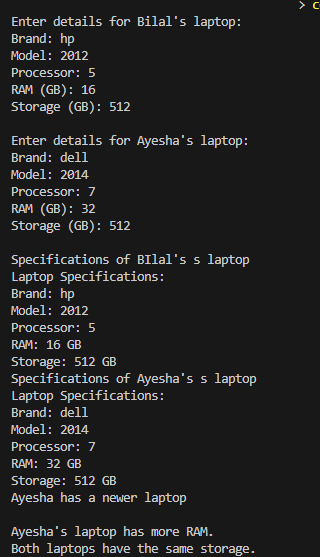 > c
Enter details for Bilal's laptop:
Brand: hp
Model: 2012
Processor: 5
RAM (GB): 16
Storage (GB): 512
Enter details for Ayesha's laptop:
Brand: dell
Model: 2014
Processor: 7
RAM (GB): 32
Storage (GB): 512
Specifications of BIlal's s laptop
Laptop Specifications:
Brand: hp
Model: 2012
Processor: 5
RAM: 16 GB
Storage: 512 GB
Specifications of Ayesha's s laptop
Laptop Specifications:
Brand: dell
Model: 2014
Processor: 7
RAM: 32 GB
Storage: 512 GB
Ayesha has a newer laptop
Ayesha's laptop has more RAM.
Both laptops have the same storage.